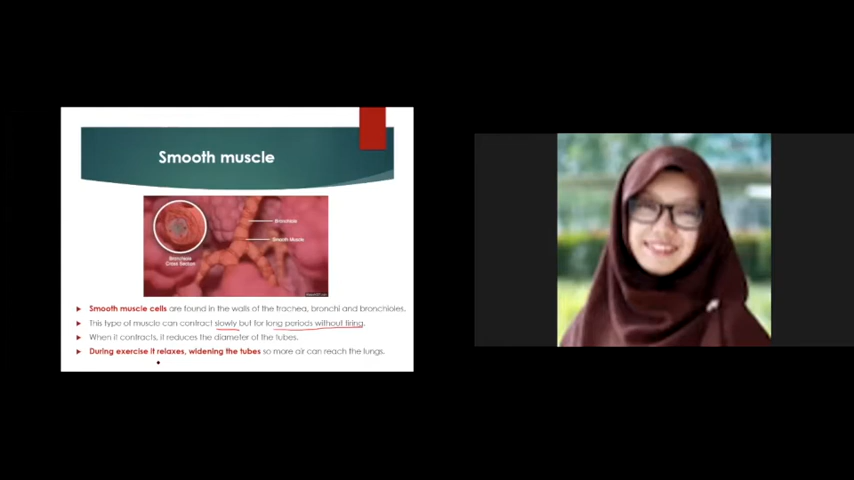 Smooth muscle
Bronchiole
Smooth Muscle
Bronchiole
Cross Section
Smooth muscle cells are found in the walls of the trachea, bronchi and bronchioles.
This type of muscle can contract slowly but for long periods without tiring.
When it contracts, it reduces the diameter of the tubes.
During exercise it relaxes, widening the tubes so more air can reach the lungs.